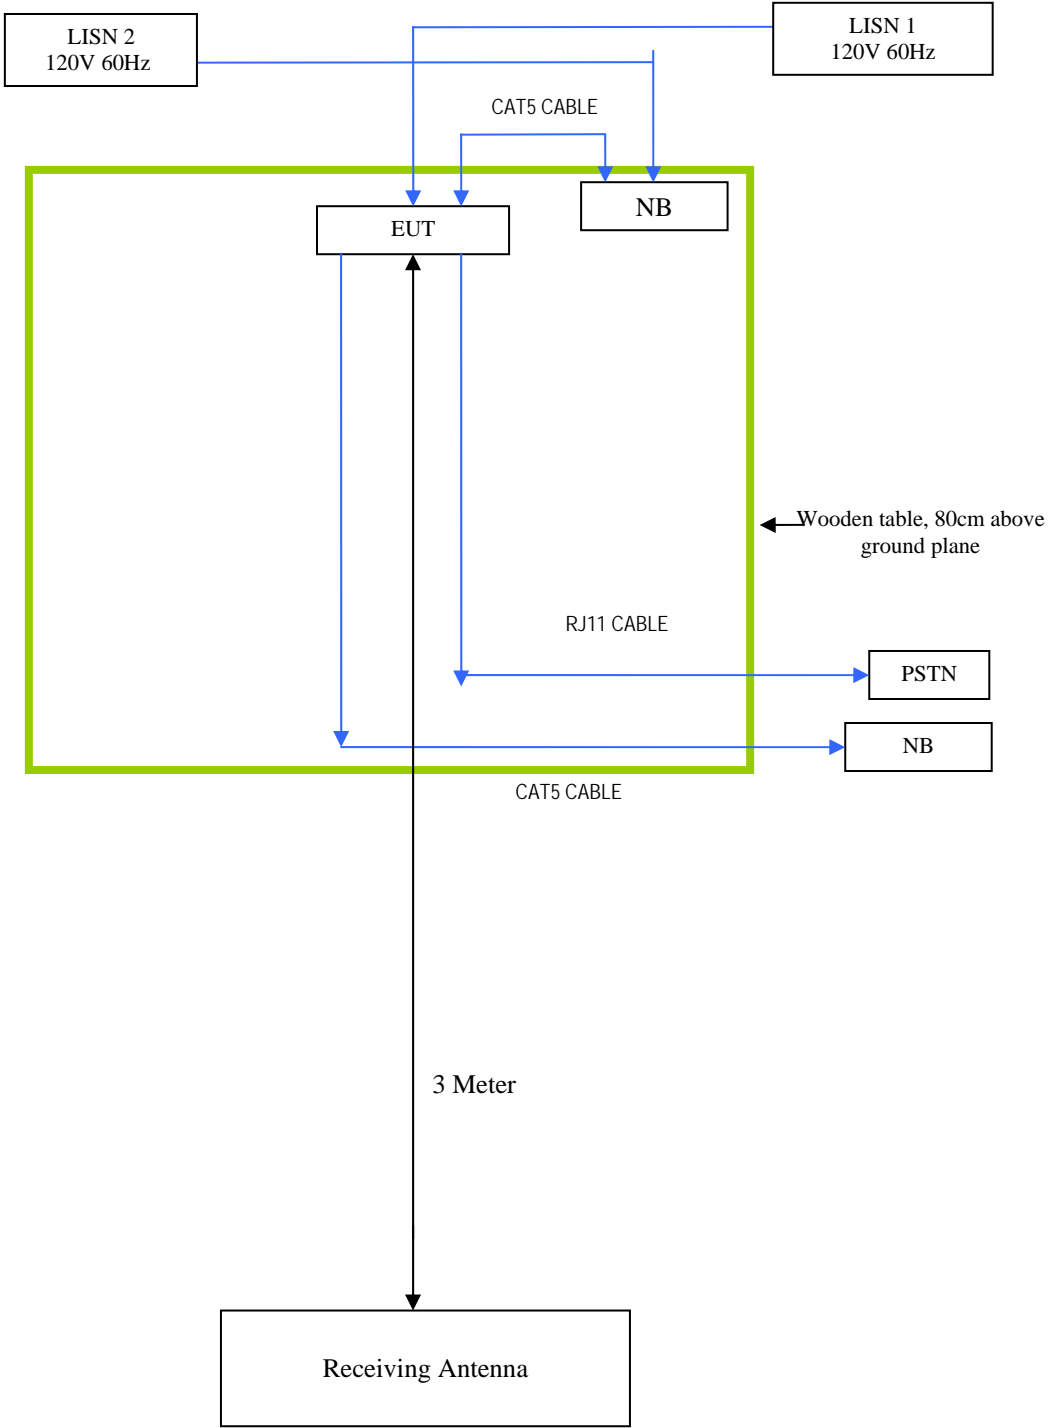 LISN 2
120V 60Hz
LISN 1
120V 60Hz
CAT5 CABLE
NB
EUT
Wooden table, 80cm above
ground plane
RJ11 CABLE
PSTN
NB
CAT5 CABLE
3 Meter
Receiving Antenna